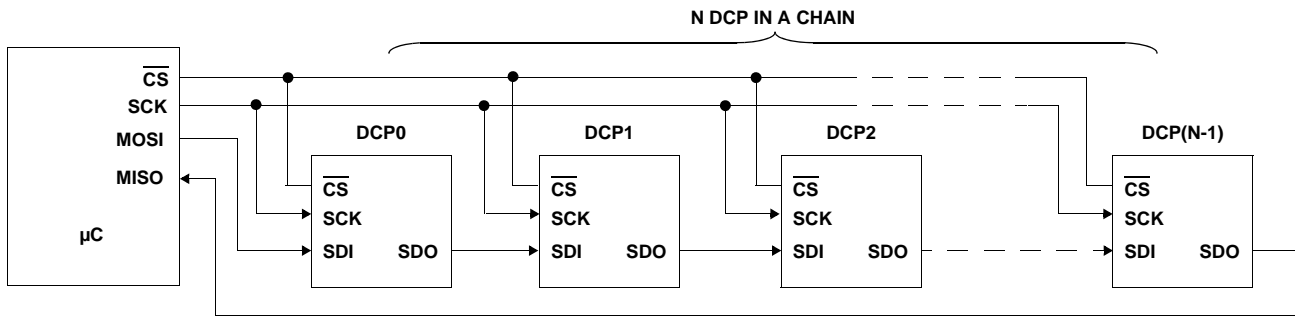 N DCP IN A CHAIN
CS
SCK
MOSI
MISO
µC
DCP0
CS
SCK
SDI SDO
DCP1
CS
SCK
SDI SDO
DCP2
CS
SCK
SDI SDO
DCP(N-1)
CS
SCK
SDI SDO